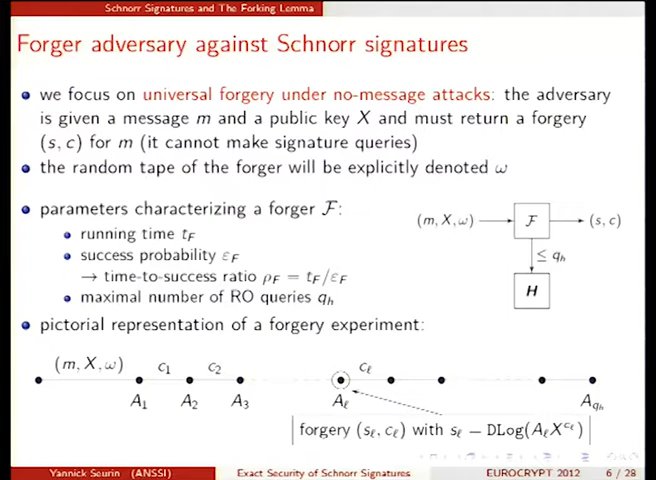 Schnorr Signatures and The Forking Lemma
Forger adversary against Schnorr signatures
we focus on universal forgery under no-message attacks: the adversary
is given a message m and a public key X and must return a forgery
(s, c) for m (it cannot make signature queries)
the random tape of the forger will be explicitly denoted ω
parameters characterizing a forger F:
running time t_F
success probability ε_F
→ time-to-success ratio ρ_F = t_F/ε_F
maximal number of RO queries q_h
(m, X, ω)
F
(s, c)
≤ q_h
H
pictorial representation of a forgery experiment:
(m, X, ω) c_1 c_2 c_ℓ
A_1 A_2 A_3 A_ℓ A_{q_h}
forgery (s_ℓ, c_ℓ) with s_ℓ = DLog(A_ℓ X^{c_ℓ})
Yannick Seurin (ANSSI) Exact Security of Schnorr Signatures EUROCRYPT 2012 6 / 28